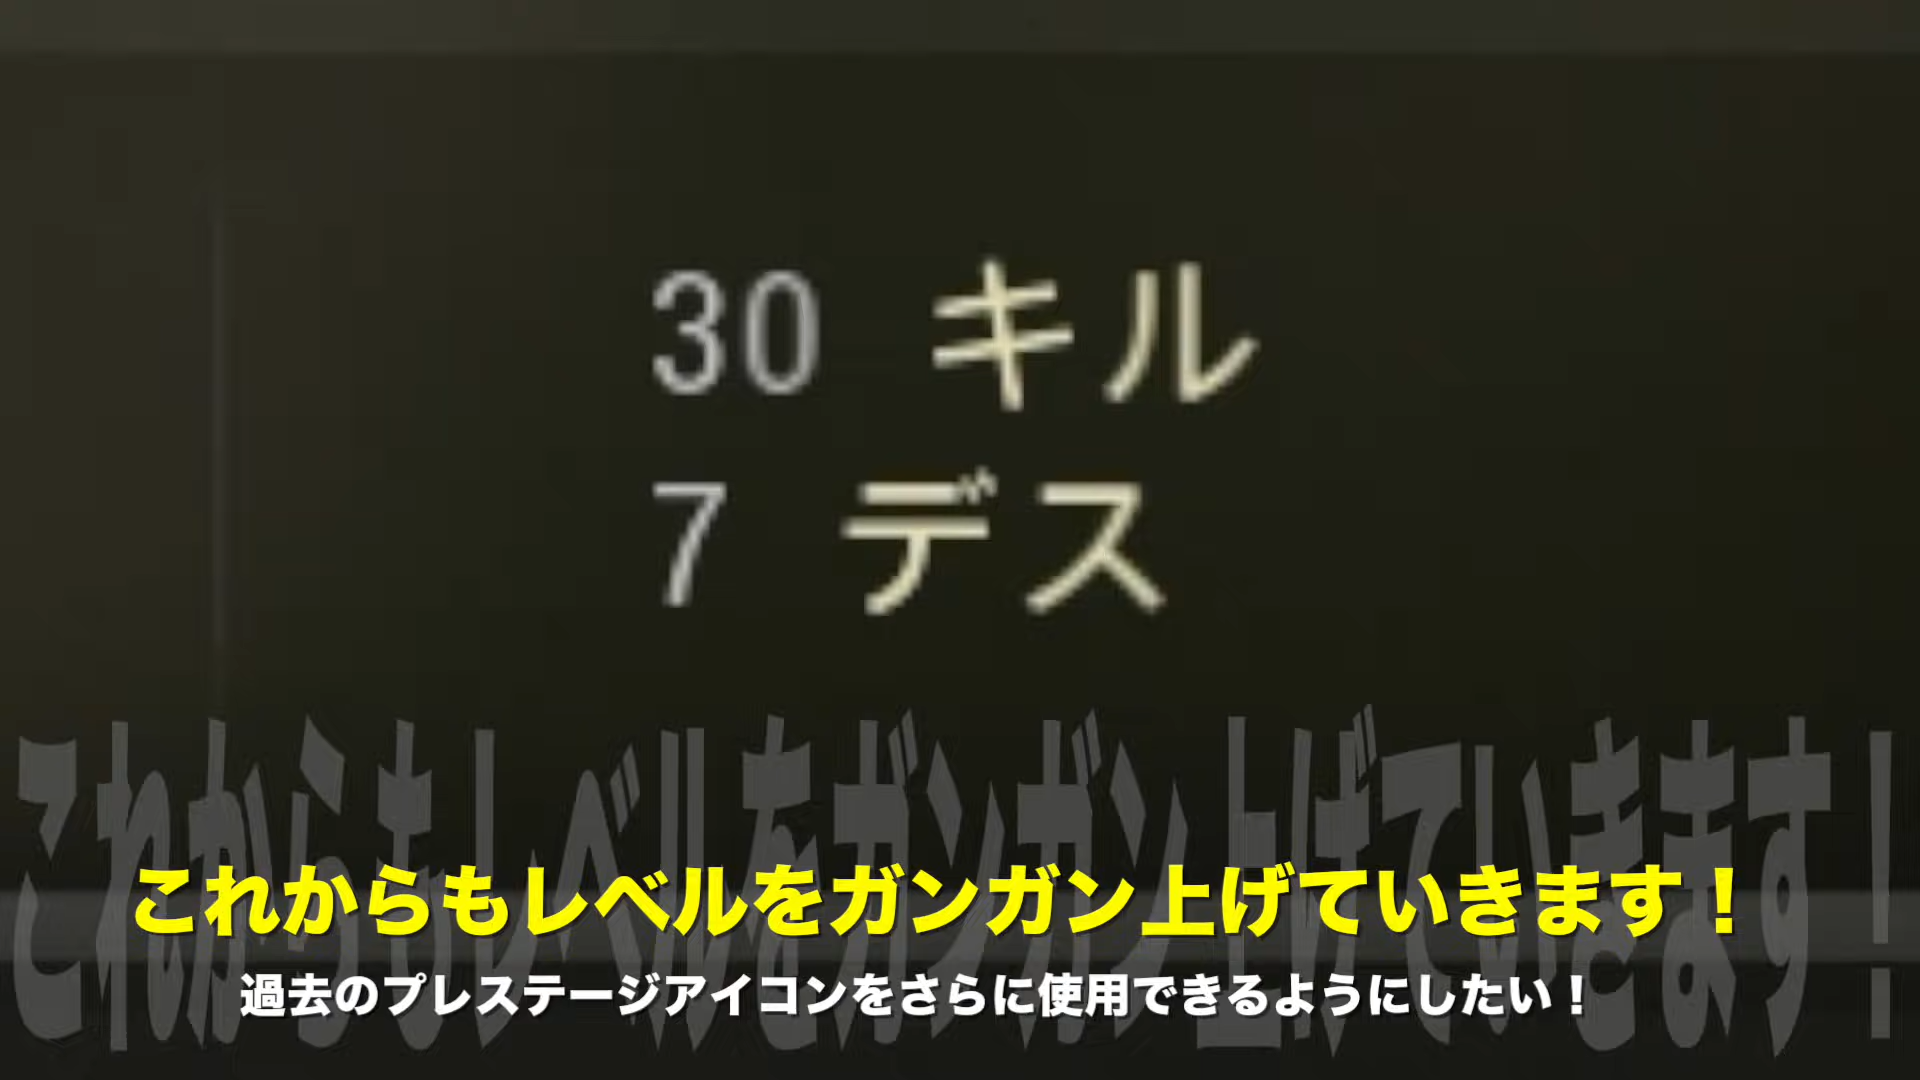 30 キル
7 デス
これからもレベルをガンガン上げていきます！
これからもレベルをガンガン上げていきます！
過去のプレステージアイコンをさらに使用できるようにしたい！